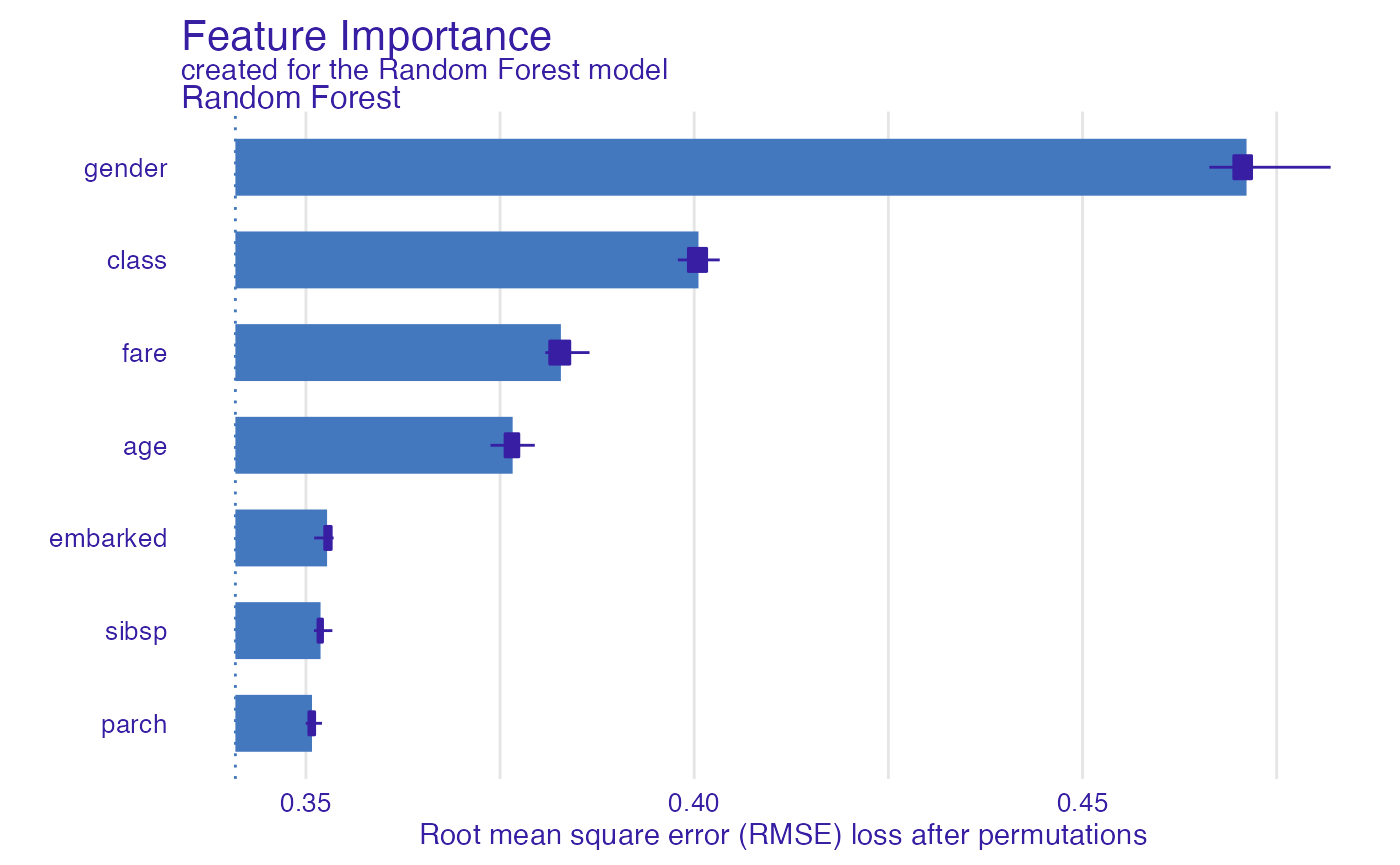 Feature Importance
created for the Random Forest model
Random Forest
gender
class
fare
age
embarked
sibsp
parch
0.35 0.40 0.45
Root mean square error (RMSE) loss after permutations